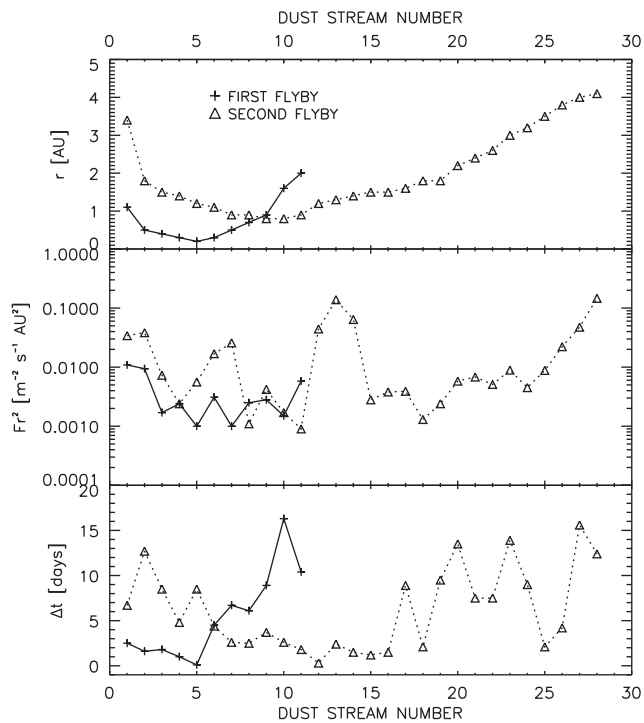 DUST STREAM NUMBER
0 5 10 15 20 25 30
5
4
3
2
1
0
r [AU]
+ FIRST FLYBY
△ SECOND FLYBY
1.0000
0.1000
0.0100
0.0010
0.0001
Fr² [m⁻² s⁻¹ AU²]
20
15
10
5
0
Δt [days]
0 5 10 15 20 25 30
DUST STREAM NUMBER